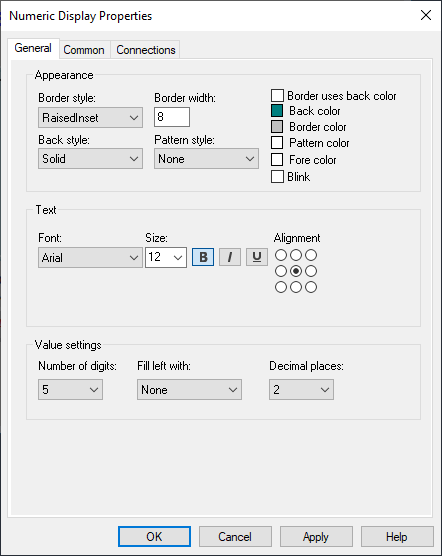 Numeric Display Properties
General Common Connections
Appearance
Border style: Border width:
RaisedInset 8
Back style: Pattern style:
Solid None
Border uses back color
Back color
Border color
Pattern color
Fore color
Blink
Text
Font: Size: Alignment
Arial 12 B I U
Value settings
Number of digits: Fill left with: Decimal places:
5 None 2
OK Cancel Apply Help